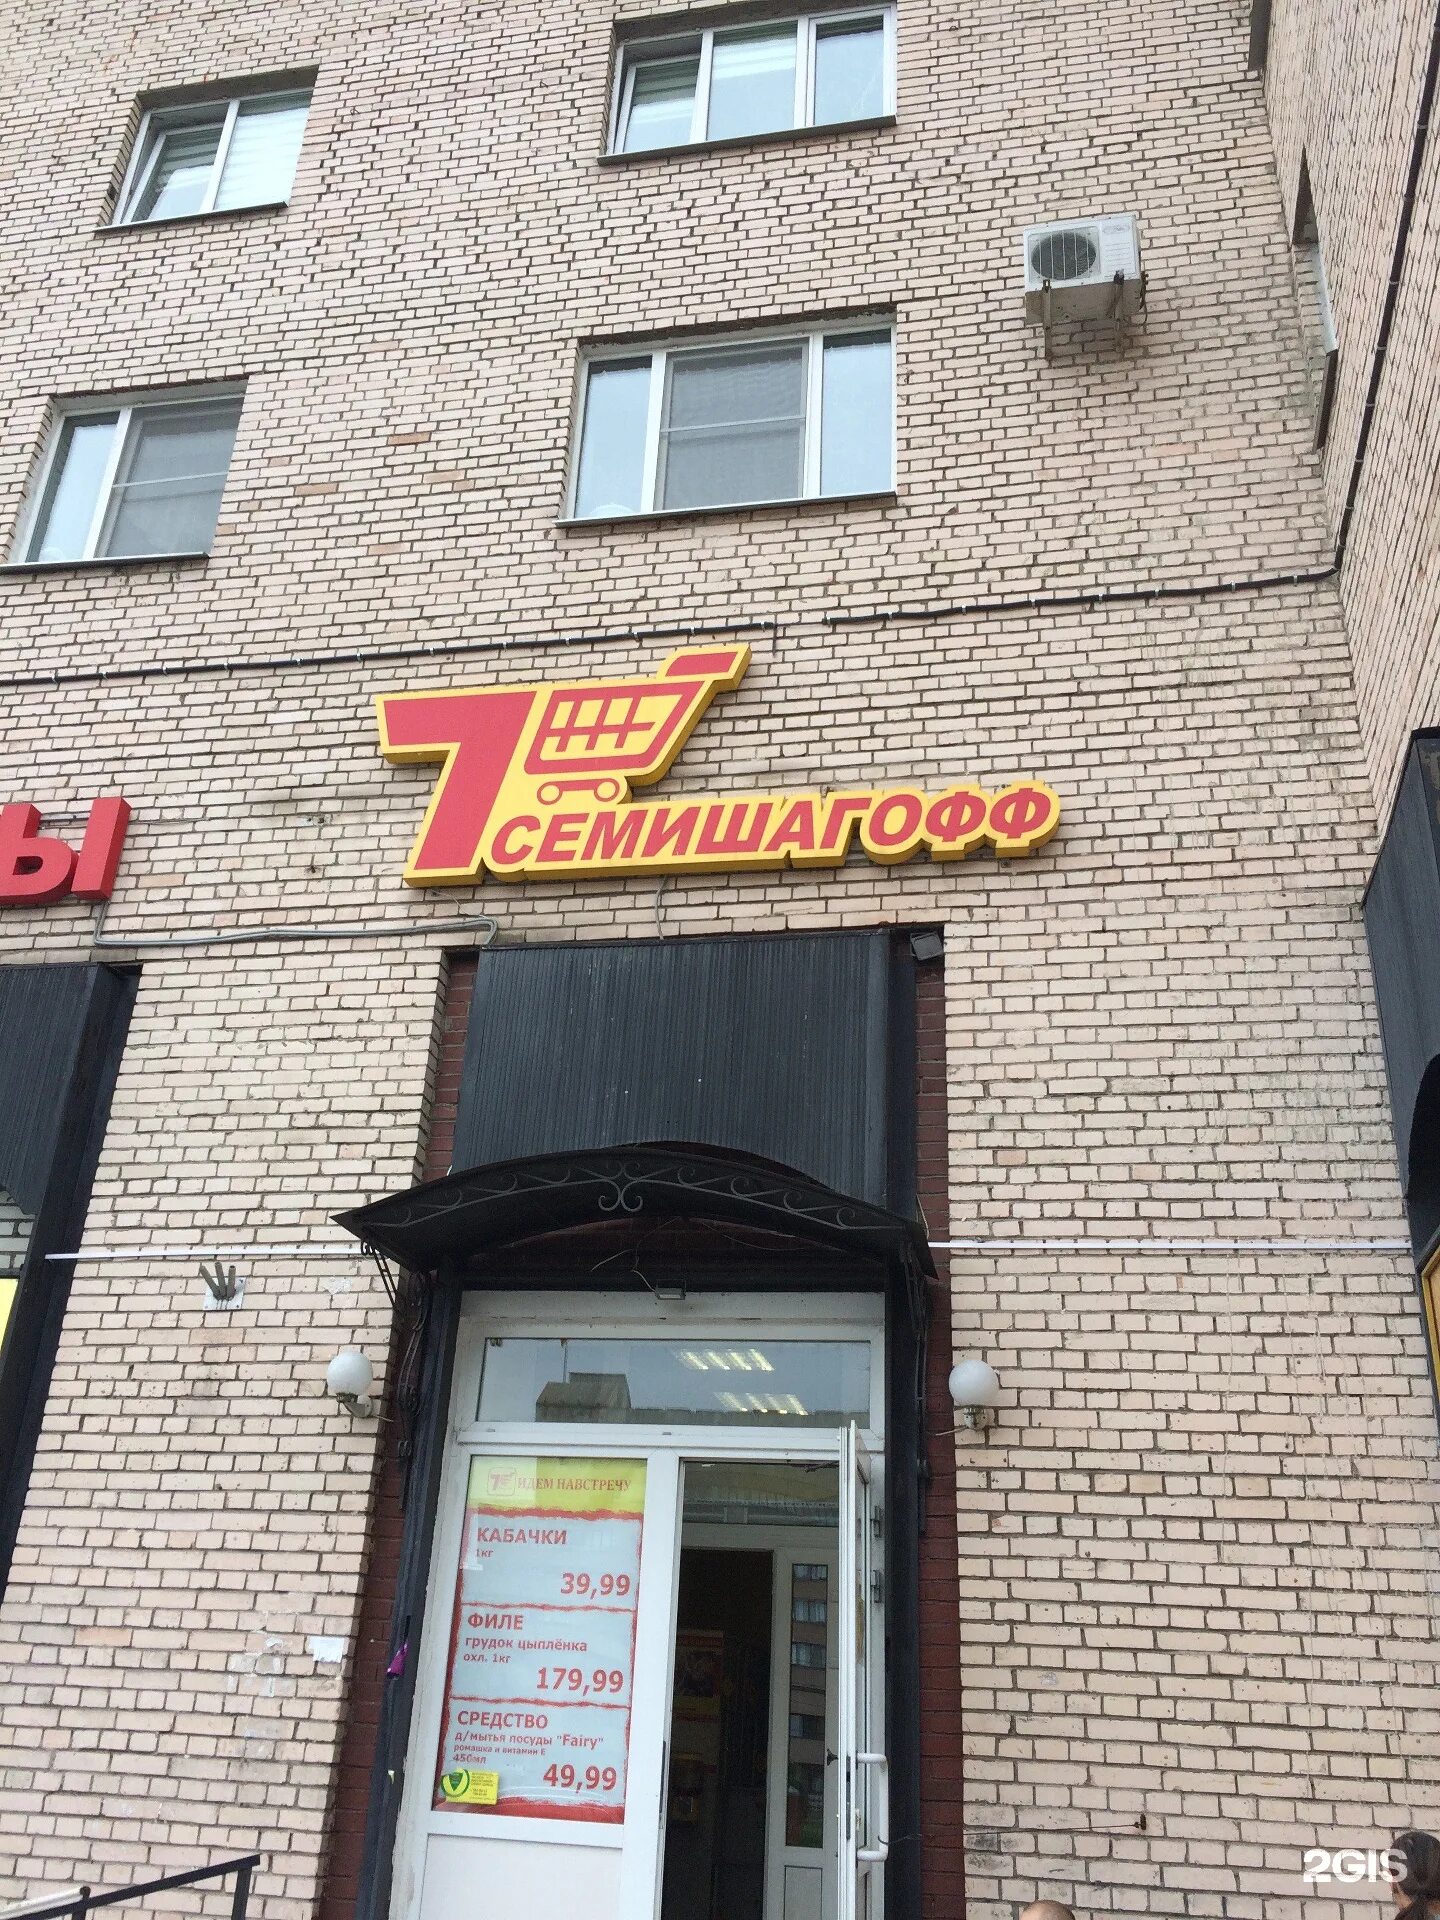 7
СЕМИШАГОФФ
Ы
ИДЕМ НАВСТРЕЧУ
КАБАЧКИ
1кг
39,99
ФИЛЕ
грудок цыплёнка
охл. 1кг
179,99
СРЕДСТВО
д/мытья посуды "Fairy"
ромашка и витамин Е
450мл
49,99
2GIS